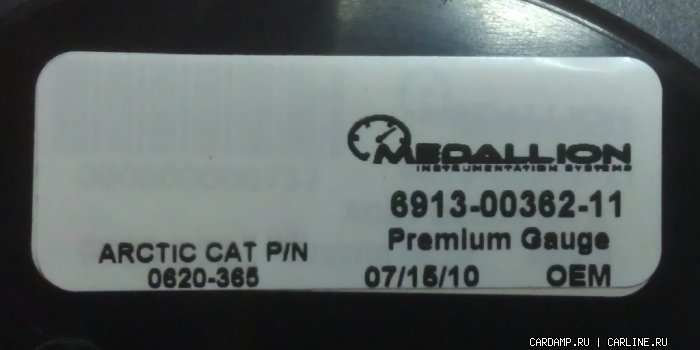 MEDALLION
INSTRUMENTATION SYSTEMS
6913-00362-11
Premium Gauge
ARCTIC CAT P/N
0620-365
07/15/10 OEM
CARDAMP.RU | CARLINE.RU